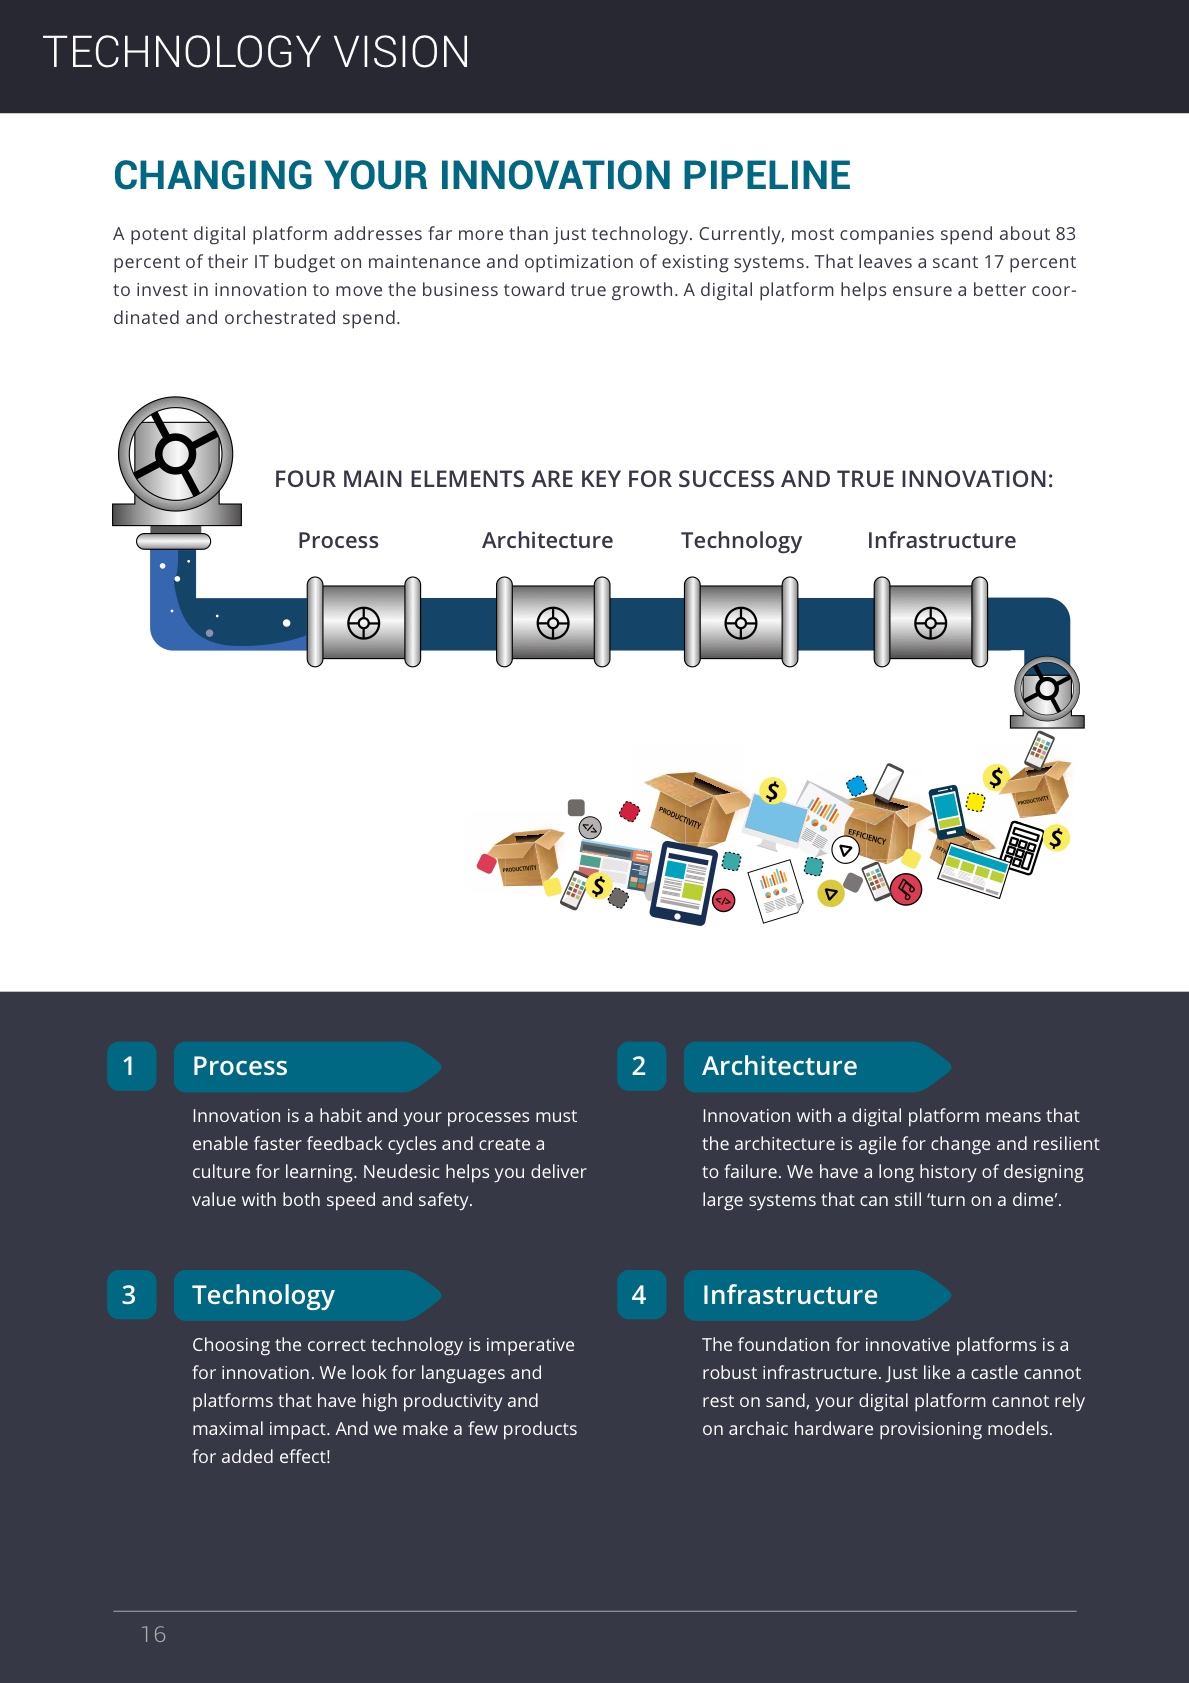 TECHNOLOGY VISION
CHANGING YOUR INNOVATION PIPELINE
A potent digital platform addresses far more than just technology. Currently, most companies spend about 83
percent of their IT budget on maintenance and optimization of existing systems. That leaves a scant 17 percent
to invest in innovation to move the business toward true growth. A digital platform helps ensure a better coor-
dinated and orchestrated spend.
FOUR MAIN ELEMENTS ARE KEY FOR SUCCESS AND TRUE INNOVATION:
Process
Architecture
Technology
Infrastructure
$
PRODUCTIVITY
$
PRODUCTIVITY
</>
EFFICIENCY
$
PRODUCTIVITY
$
</>
1
Process
Innovation is a habit and your processes must
enable faster feedback cycles and create a
culture for learning. Neudesic helps you deliver
value with both speed and safety.
2
Architecture
Innovation with a digital platform means that
the architecture is agile for change and resilient
to failure. We have a long history of designing
large systems that can still ‘turn on a dime’.
3
Technology
Choosing the correct technology is imperative
for innovation. We look for languages and
platforms that have high productivity and
maximal impact. And we make a few products
for added effect!
4
Infrastructure
The foundation for innovative platforms is a
robust infrastructure. Just like a castle cannot
rest on sand, your digital platform cannot rely
on archaic hardware provisioning models.
16